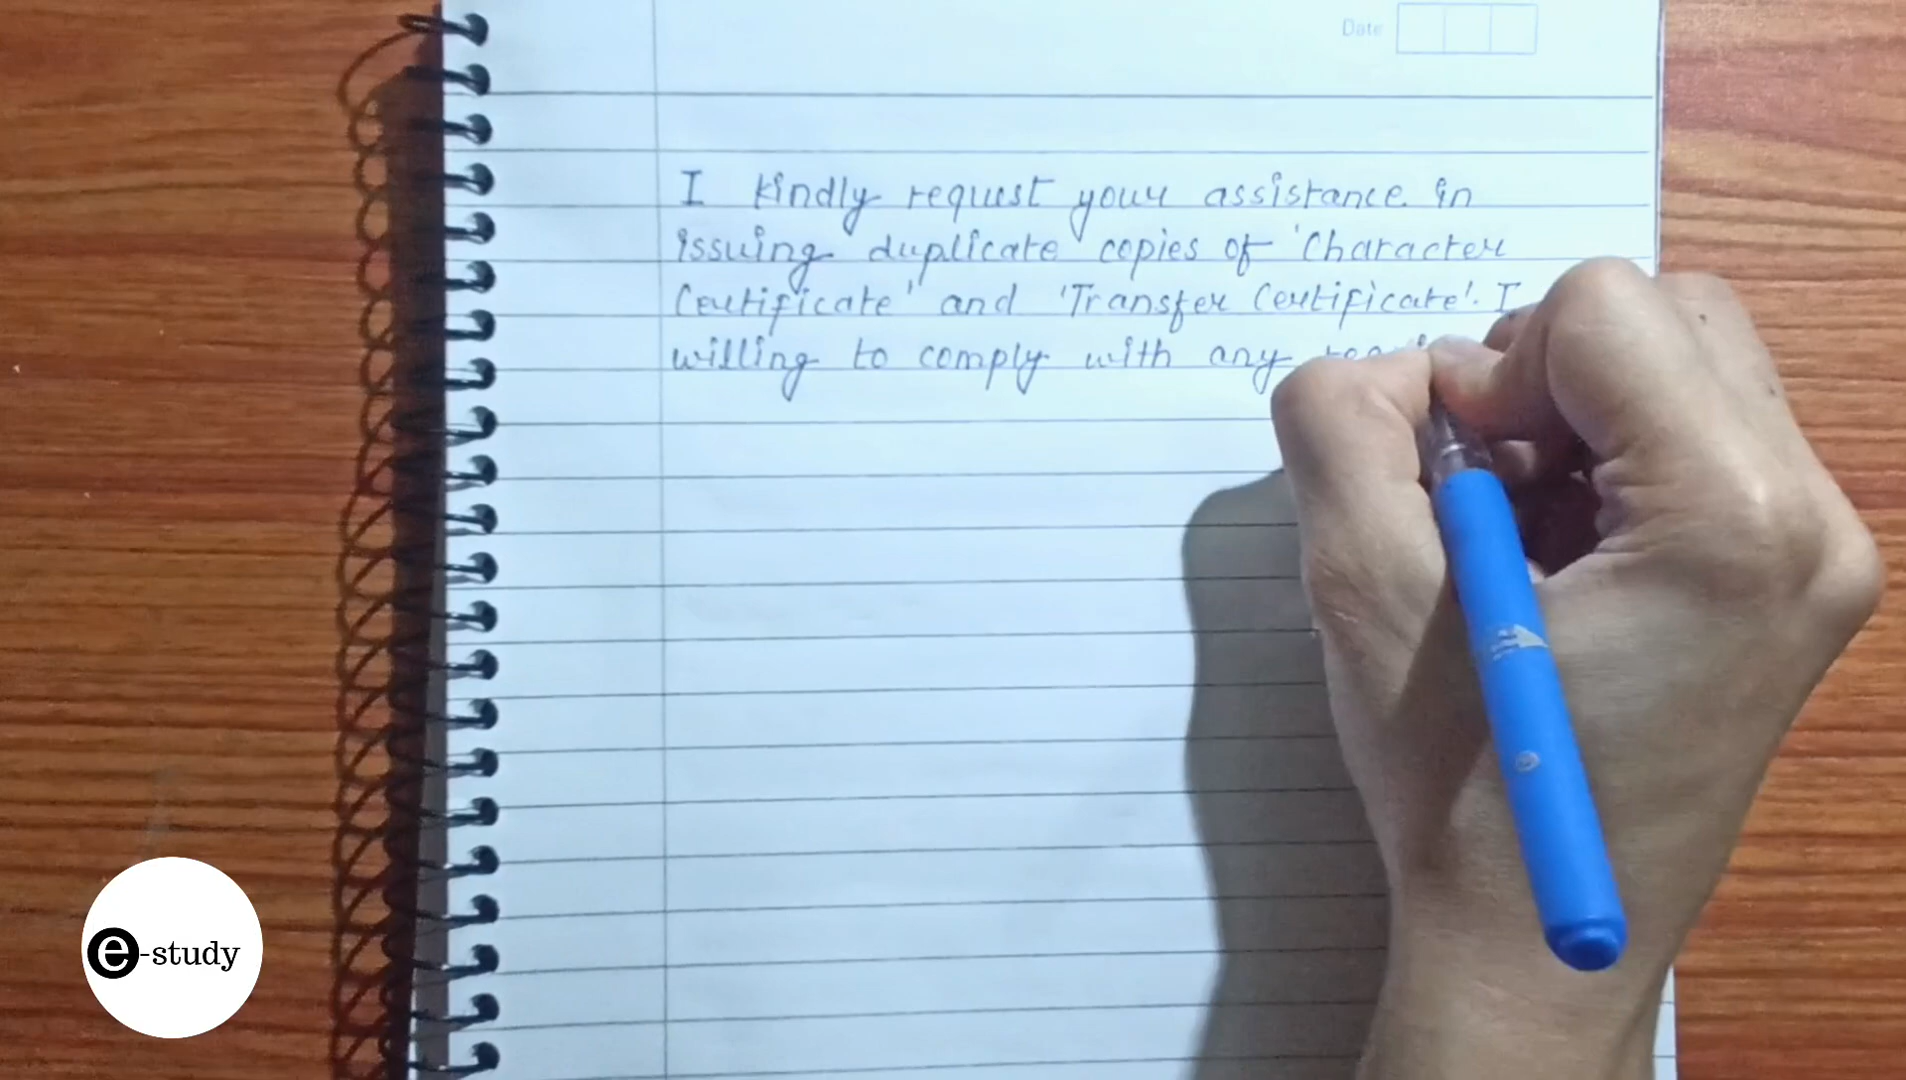 Date
I kindly request your assistance in
issuing duplicate copies of 'Character
Certificate' and 'Transfer Certificate'. I
willing to comply with any
e-study